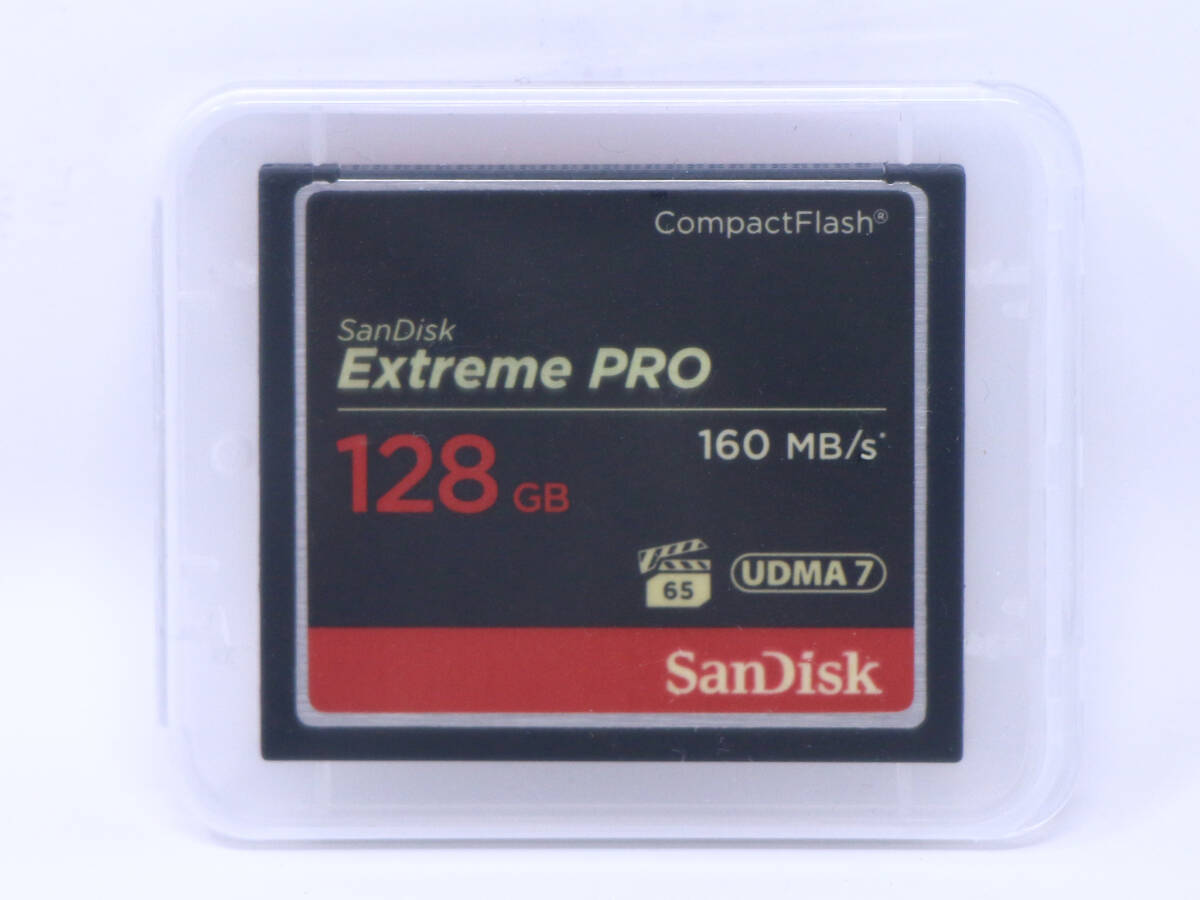 CompactFlash®
SanDisk
Extreme PRO
160 MB/s*
128 GB
65
UDMA 7
SanDisk